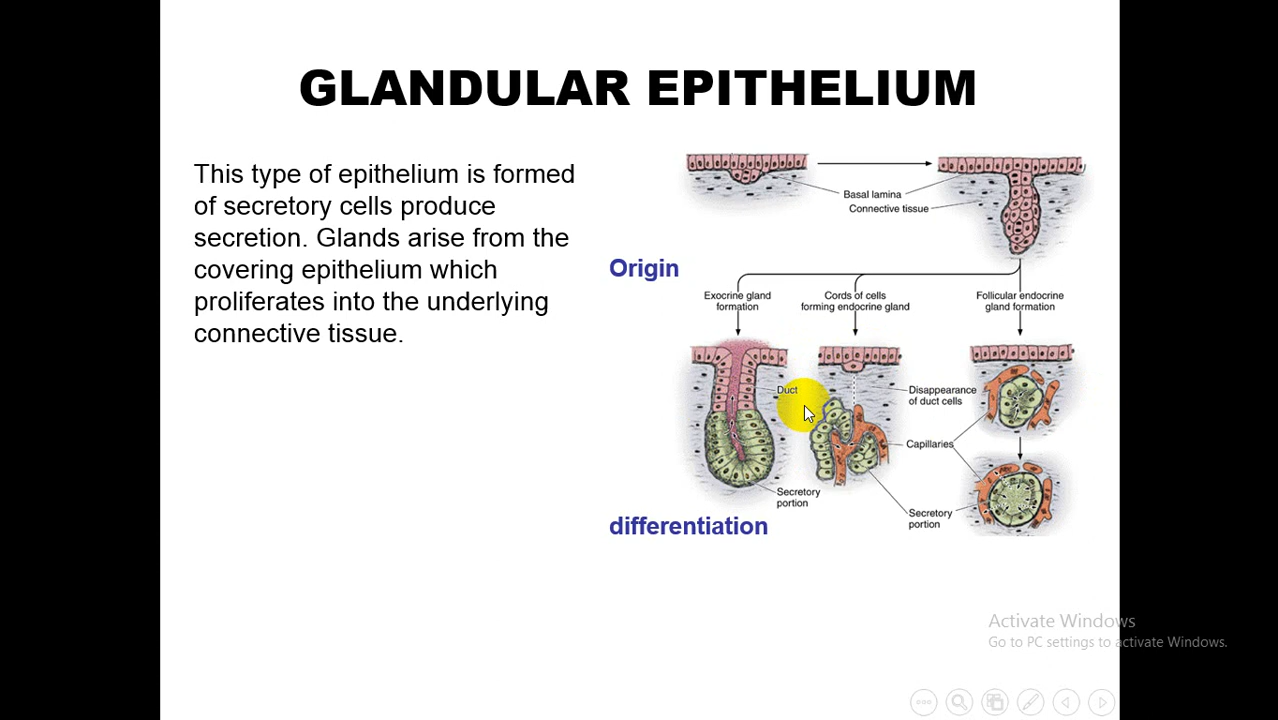 GLANDULAR EPITHELIUM
This type of epithelium is formed
of secretory cells produce
secretion. Glands arise from the
covering epithelium which
proliferates into the underlying
connective tissue.
Basal lamina
Connective tissue
Origin
Exocrine gland
formation
Cords of cells
forming endocrine gland
Follicular endocrine
gland formation
Duct
Disappearance
of duct cells
Capillaries
Secretory
portion
Secretory
portion
differentiation
Activate Windows
Go to PC settings to activate Windows.